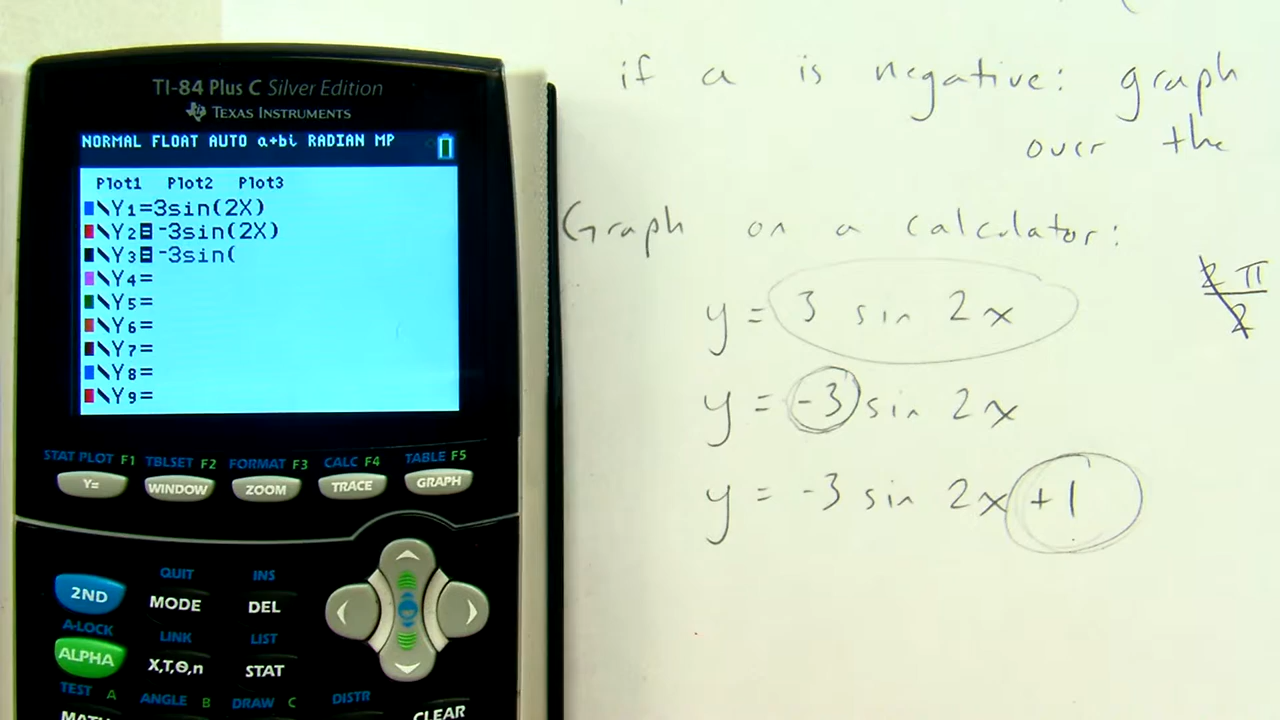 TI-84 Plus C Silver Edition
TEXAS INSTRUMENTS
NORMAL FLOAT AUTO a+bi RADIAN MP
Plot1 Plot2 Plot3
\Y1=3sin(2X)
\Y2=-3sin(2X)
\Y3=-3sin(
\Y4=
\Y5=
\Y6=
\Y7=
\Y8=
\Y9=
STAT PLOT F1 TBLSET F2 FORMAT F3 CALC F4 TABLE F5
Y= WINDOW ZOOM TRACE GRAPH
QUIT INS
2ND MODE DEL
A-LOCK LINK LIST
ALPHA X,T,Θ,n STAT
TEST A ANGLE B DRAW C DISTR
MATH CLEAR
if a is negative: graph
over the
Graph on a calculator:
2π
2
y = 3 sin 2x
y = -3 sin 2x
y = -3 sin 2x + 1